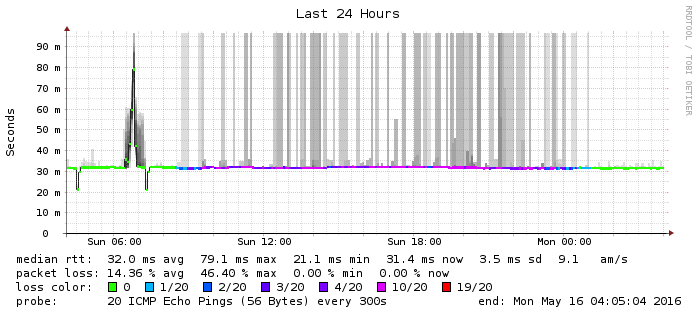 Last 24 Hours
RRDTOOL / TOBI OETIKER
Seconds
90 m
80 m
70 m
60 m
50 m
40 m
30 m
20 m
10 m
0
Sun 06:00 Sun 12:00 Sun 18:00 Mon 00:00
median rtt: 32.0 ms avg 79.1 ms max 21.1 ms min 31.4 ms now 3.5 ms sd 9.1 am/s
packet loss: 14.36 % avg 46.40 % max 0.00 % min 0.00 % now
loss color: 0 1/20 2/20 3/20 4/20 10/20 19/20
probe: 20 ICMP Echo Pings (56 Bytes) every 300s end: Mon May 16 04:05:04 2016